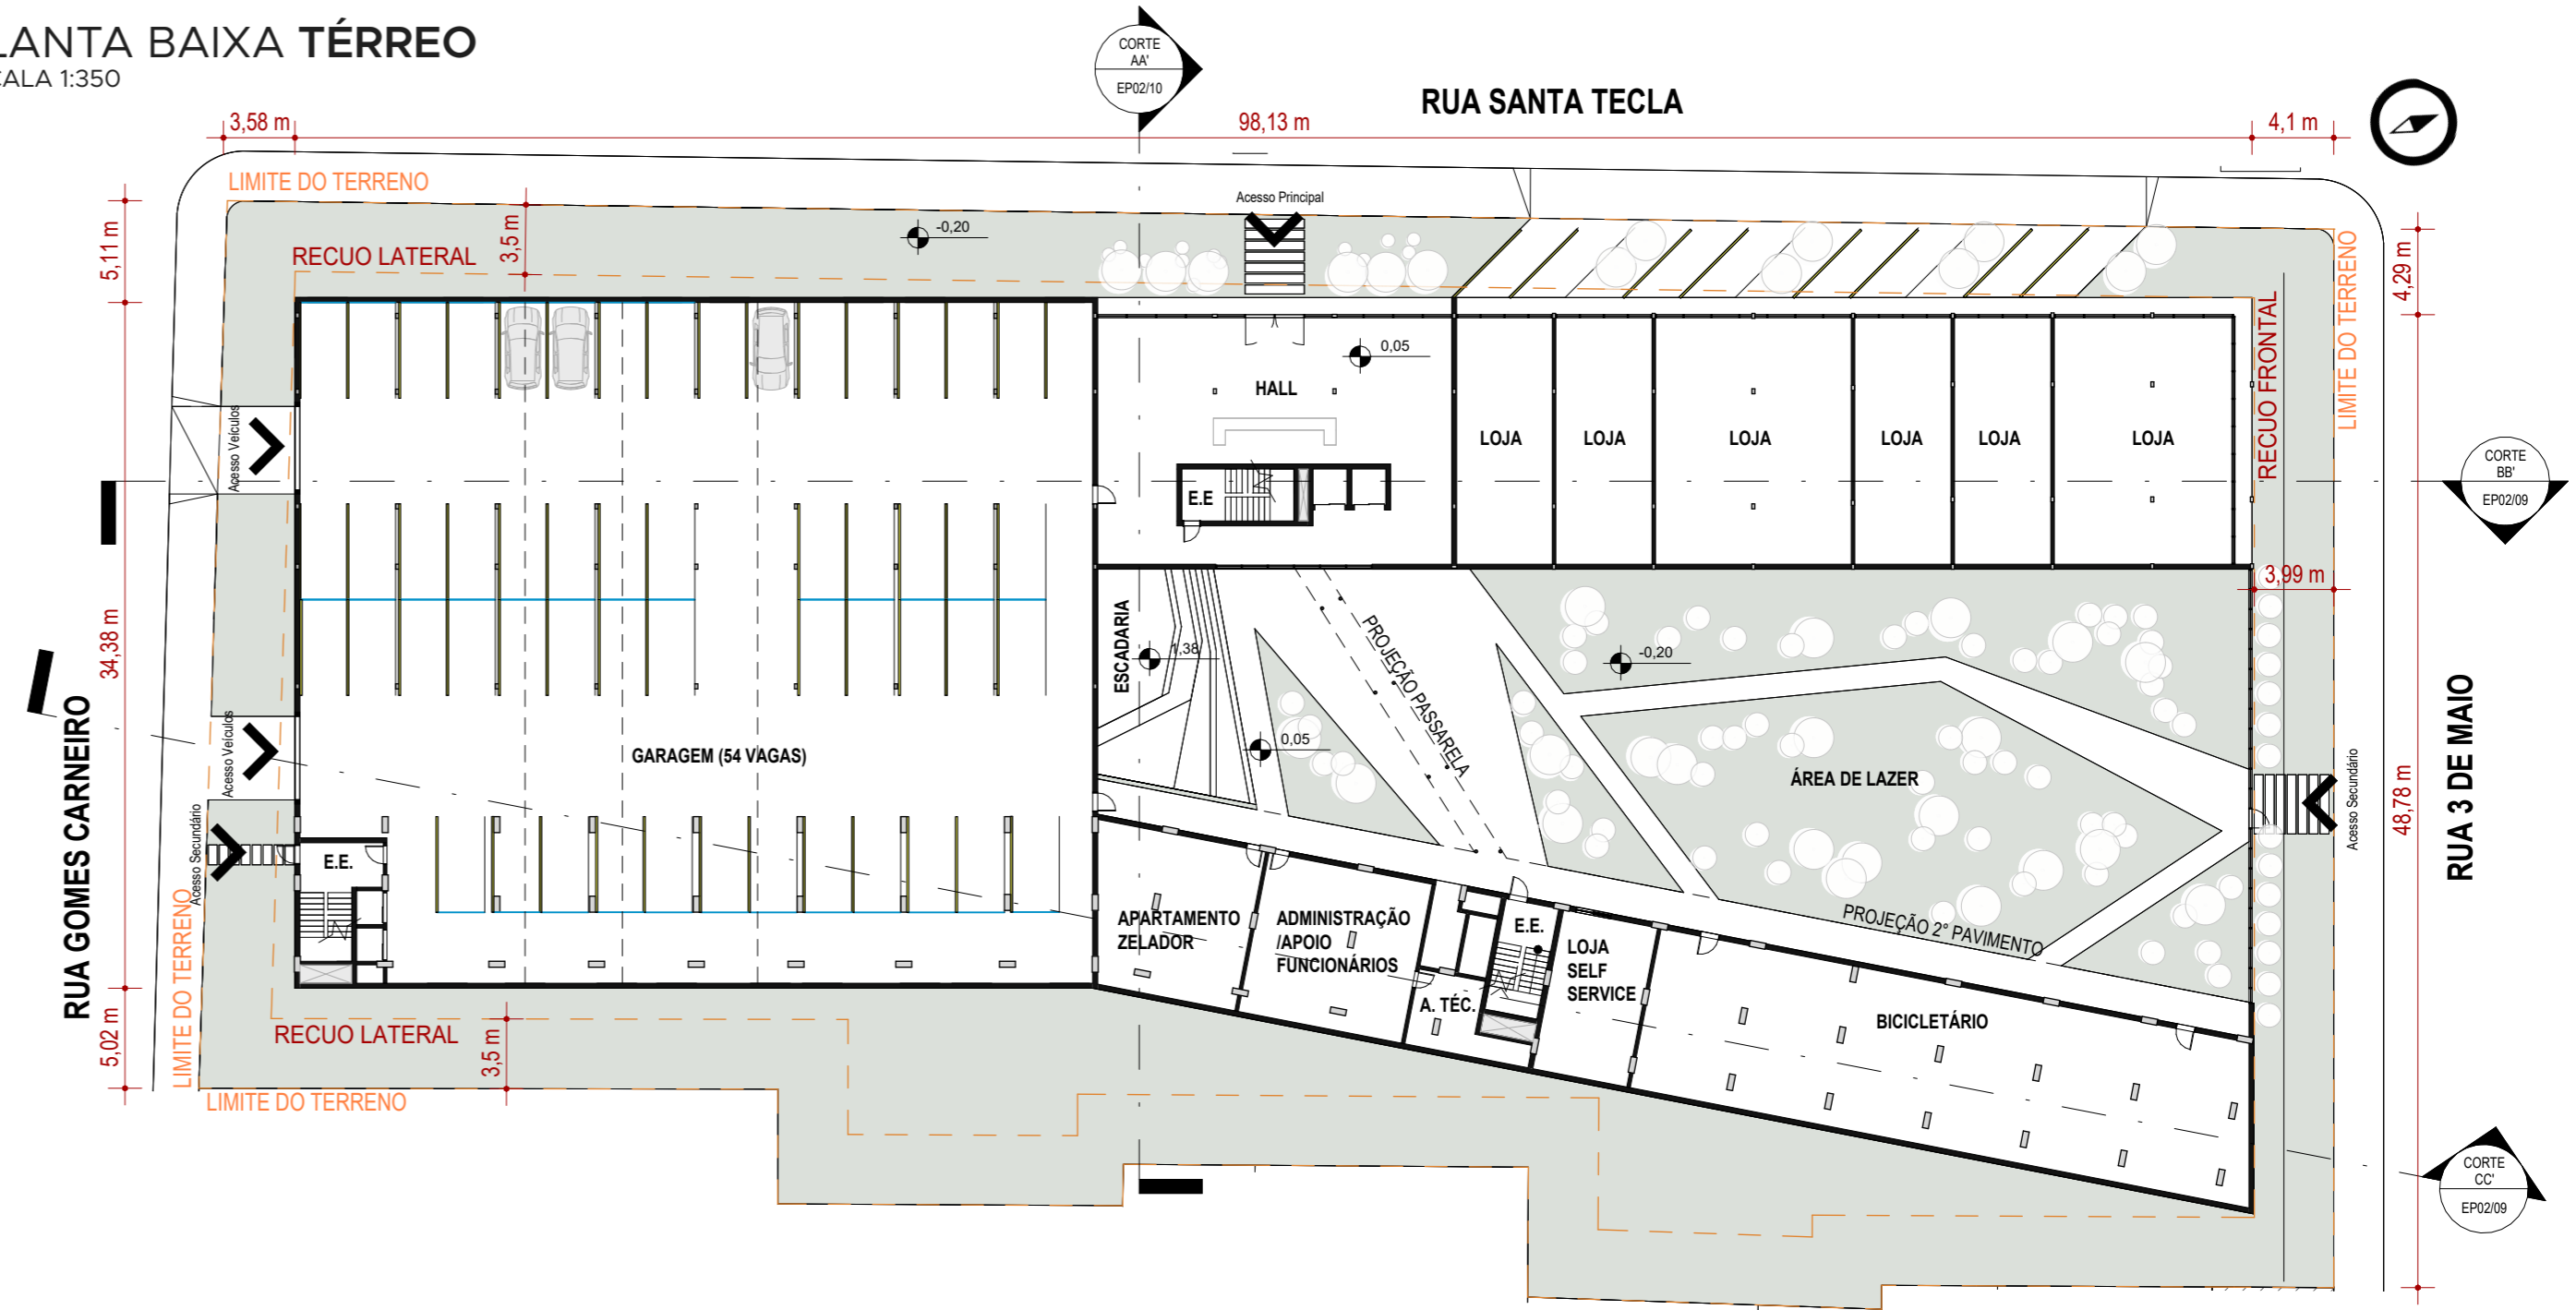 LANTA BAIXA TÉRREO
CALA 1:350
CORTE
AA'
EP02/10
RUA SANTA TECLA
3,58 m
98,13 m
4,1 m
LIMITE DO TERRENO
Acesso Principal
-0,20
RECUO LATERAL
3,5 m
5,11 m
4,29 m
LIMITE DO TERRENO
RECUO FRONTAL
0,05
HALL
Acesso Veículos
LOJA
LOJA
LOJA
LOJA
LOJA
LOJA
CORTE
BB'
EP02/09
E.E
3,99 m
34,38 m
ESCADARIA
1,38
PROJEÇÃO PASSARELA
-0,20
RUA GOMES CARNEIRO
Acesso Veículos
GARAGEM (54 VAGAS)
0,05
ÁREA DE LAZER
Acesso Secundário
48,78 m
RUA 3 DE MAIO
Acesso Secundário
E.E.
APARTAMENTO
ZELADOR
ADMINISTRAÇÃO
/APOIO
FUNCIONÁRIOS
E.E.
LOJA
SELF
SERVICE
PROJEÇÃO 2° PAVIMENTO
A. TÉC.
BICICLETÁRIO
LIMITE DO TERRENO
5,02 m
RECUO LATERAL
3,5 m
LIMITE DO TERRENO
CORTE
CC'
EP02/09